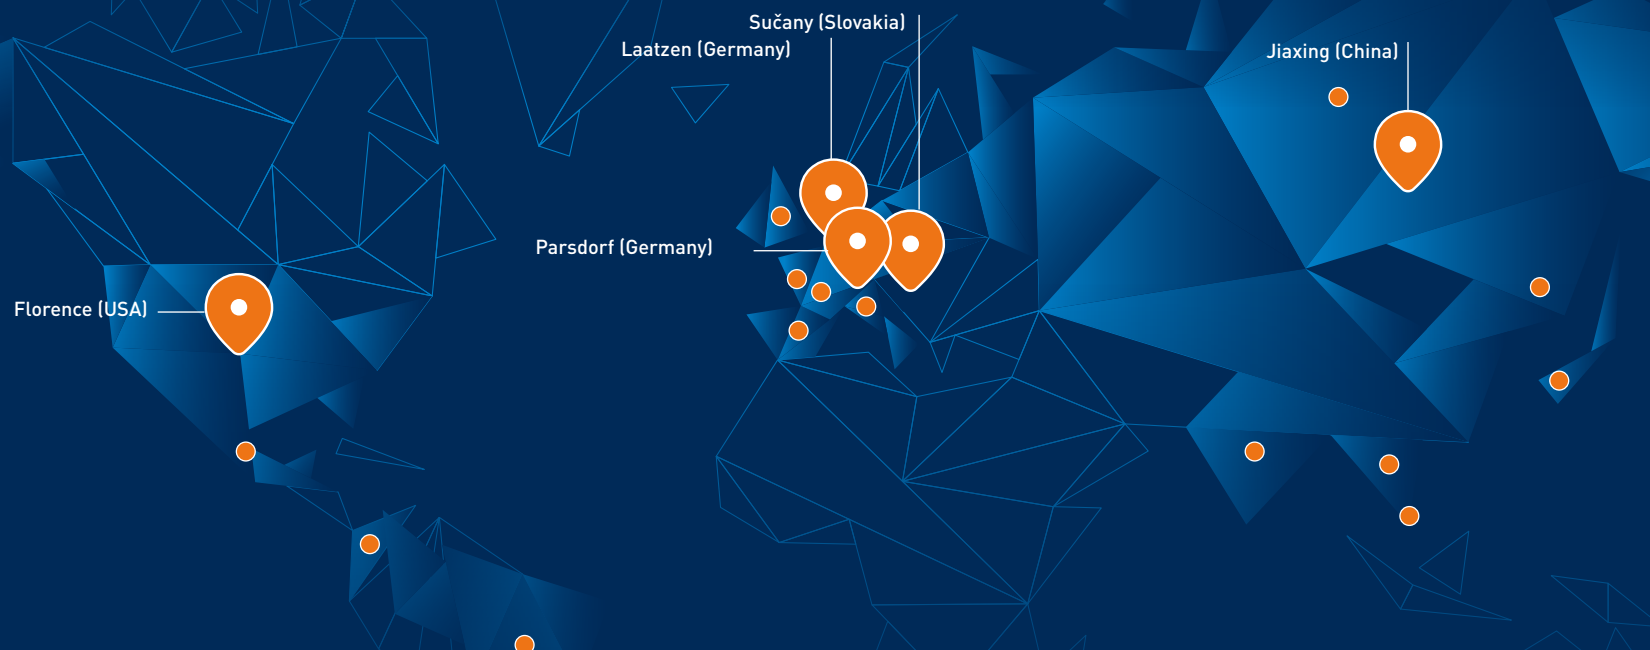 Sučany (Slovakia)
Laatzen (Germany)
Jiaxing (China)
Parsdorf (Germany)
Florence (USA)